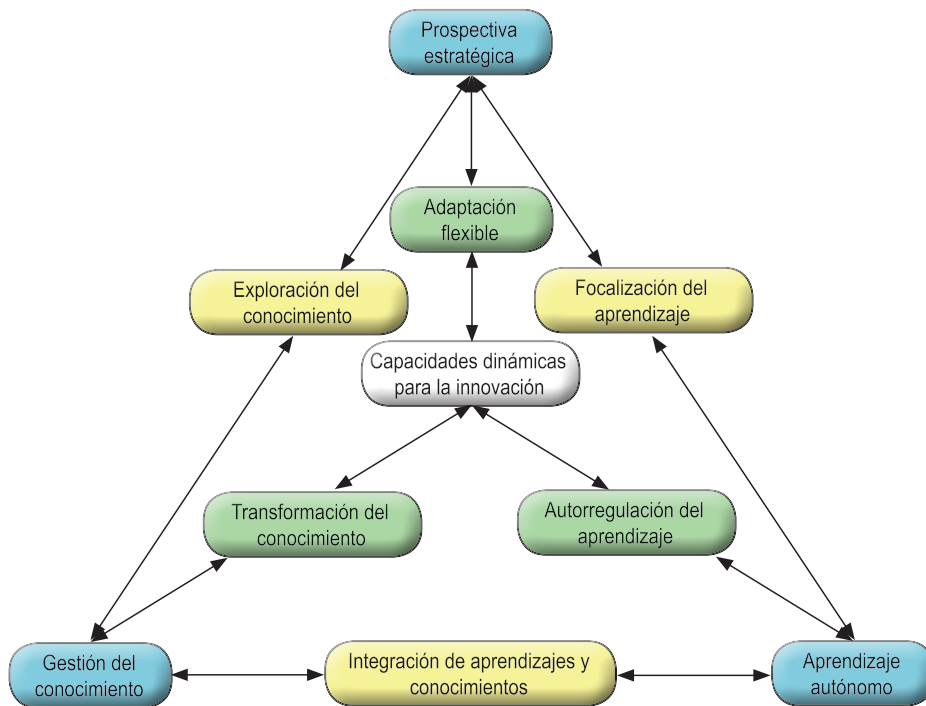 Prospectiva
estratégica
Adaptación
flexible
Exploración del
conocimiento
Focalización del
aprendizaje
Capacidades dinámicas
para la innovación
Transformación del
conocimiento
Autorregulación del
aprendizaje
Gestión del
conocimiento
Integración de aprendizajes y
conocimientos
Aprendizaje
autónomo